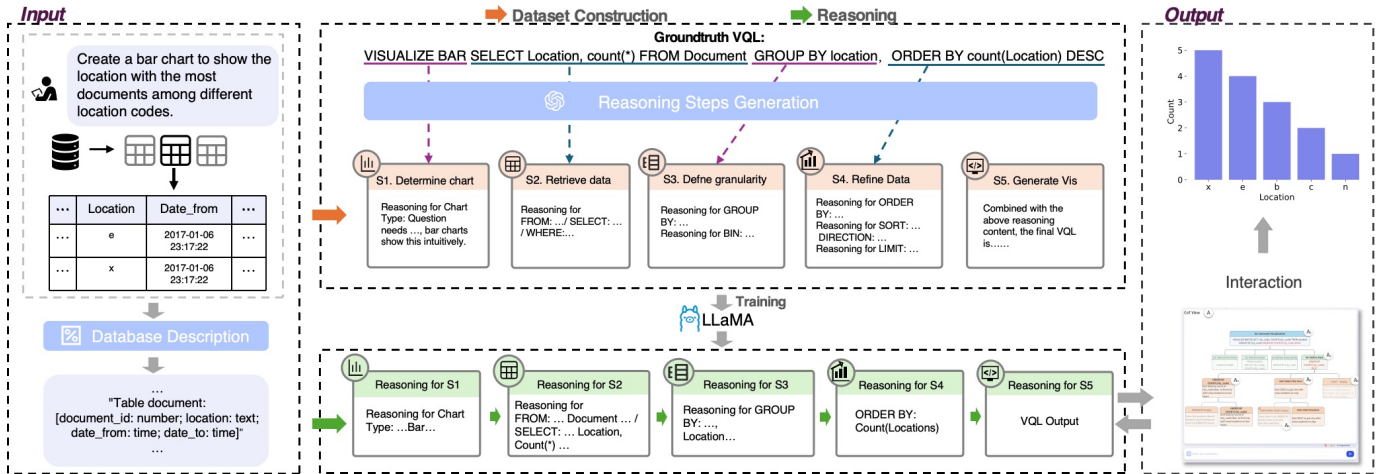 Input
Dataset Construction
Reasoning
Output
Create a bar chart to show the
location with the most
documents among different
location codes.
... Location Date_from ...
... e 2017-01-06
23:17:22 ...
... x 2017-01-06
23:17:22 ...
Database Description
...
"Table document:
[document_id: number; location: text;
date_from: time; date_to: time]"
...
Groundtruth VQL:
VISUALIZE BAR SELECT Location, count(*) FROM Document GROUP BY location, ORDER BY count(Location) DESC
Reasoning Steps Generation
S1. Determine chart
Reasoning for Chart
Type: Question
needs ..., bar charts
show this intuitively.
S2. Retrieve data
Reasoning for
FROM: .../ SELECT: ...
/ WHERE:...
S3. Defne granularity
Reasoning for GROUP
BY: ...
Reasoning for BIN: ...
S4. Refine Data
Reasoning for ORDER
BY: ...
Reasoning for SORT: ...
DIRECTION: ...
Reasoning for LIMIT: ...
S5. Generate Vis
Combined with the
above reasoning
content, the final VQL
is......
Training
LLaMA
Reasoning for S1
Reasoning for Chart
Type: ...Bar...
Reasoning for S2
Reasoning for
FROM: ... Document ... /
SELECT: ... Location,
Count(*) ...
Reasoning for S3
Reasoning for GROUP
BY: ...,
Location...
Reasoning for S4
ORDER BY:
Count(Locations)
Reasoning for S5
VQL Output
5
4
3
2
1
0
Count
x e b c n
Location
Interaction
CoT View A